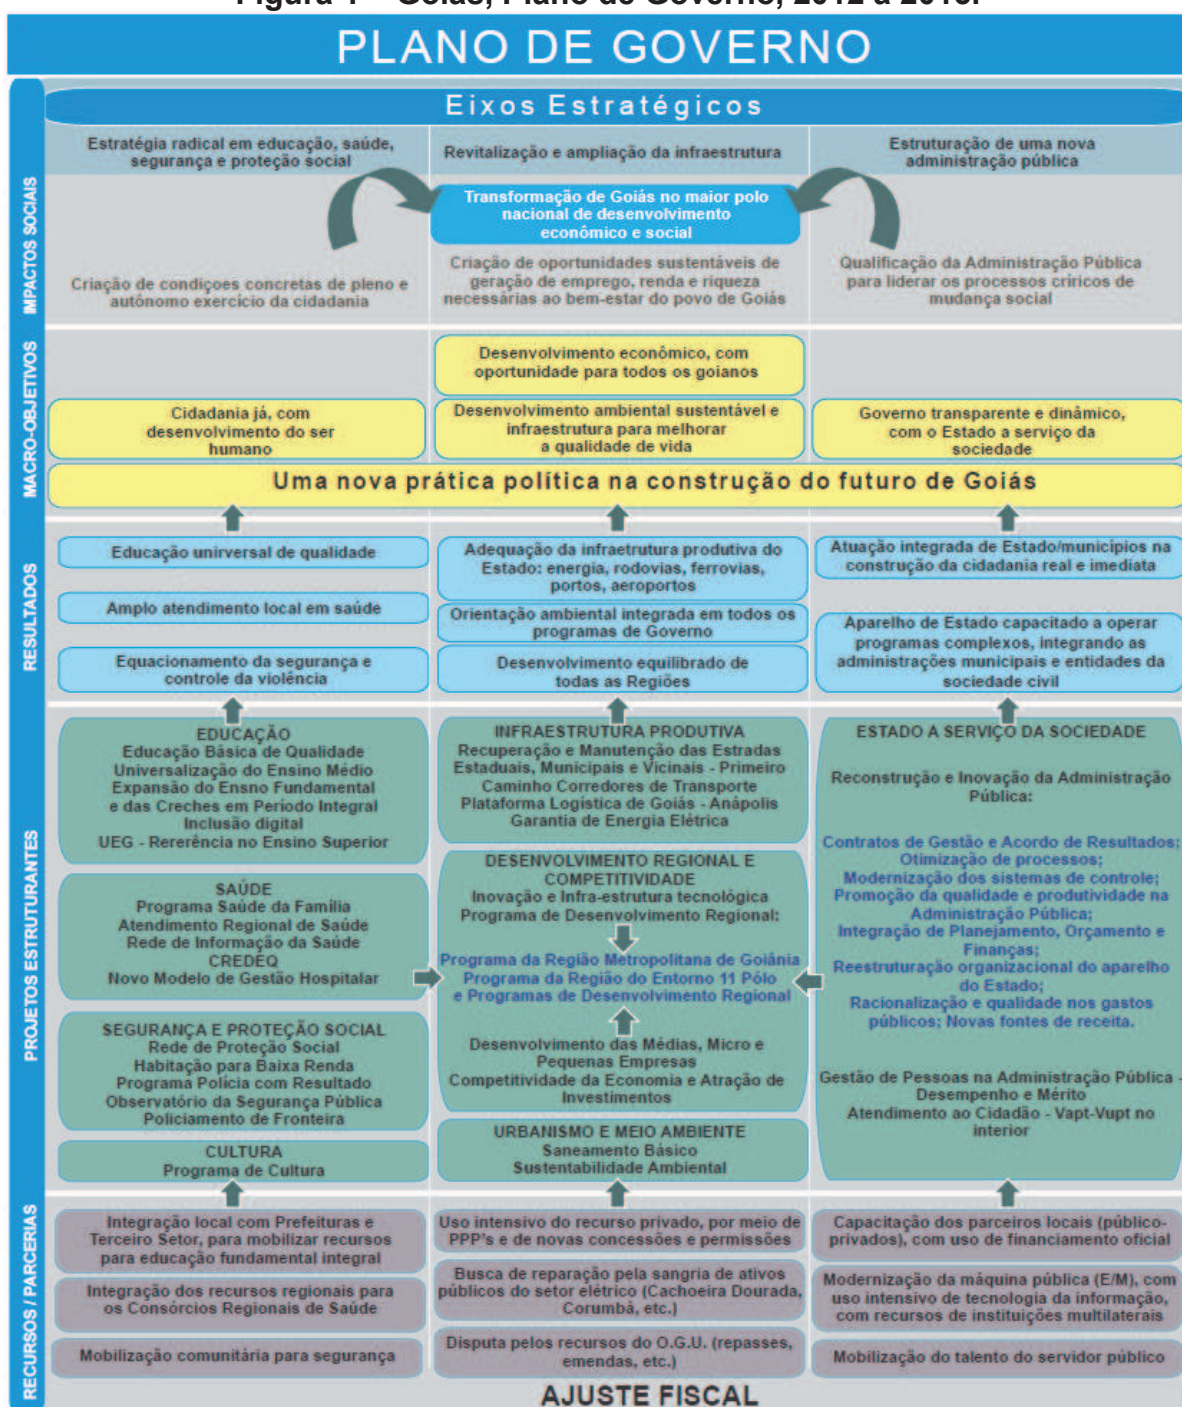 PLANO DE GOVERNO
Eixos Estratégicos
IMPACTOS SOCIAIS
Estratégia radical em educação, saúde,
segurança e proteção social
Revitalização e ampliação da infraestrutura
Estruturação de uma nova
administração pública
Transformação de Goiás no maior polo
nacional de desenvolvimento
econômico e social
Criação de condiçoes concretas de pleno e
autônomo exercício da cidadania
Criação de oportunidades sustentáveis de
geração de emprego, renda e riqueza
necessárias ao bem-estar do povo de Goiás
Qualificação da Administração Pública
para liderar os processos críricos de
mudança social
MACRO-OBJETIVOS
Desenvolvimento econômico, com
oportunidade para todos os goianos
Cidadania já, com
desenvolvimento do ser
humano
Desenvolvimento ambiental sustentável e
infraestrutura para melhorar
a qualidade de vida
Governo transparente e dinâmico,
com o Estado a serviço da
sociedade
Uma nova prática política na construção do futuro de Goiás
RESULTADOS
Educação unirversal de qualidade
Amplo atendimento local em saúde
Equacionamento da segurança e
controle da violência
Adequação da infraetrutura produtiva do
Estado: energia, rodovias, ferrovias,
portos, aeroportos
Orientação ambiental integrada em todos os
programas de Governo
Desenvolvimento equilibrado de
todas as Regiões
Atuação integrada de Estado/municípios na
construção da cidadania real e imediata
Aparelho de Estado capacitado a operar
programas complexos, integrando as
administrações municipais e entidades da
sociedade civil
PROJETOS ESTRUTURANTES
EDUCAÇÃO
Educação Básica de Qualidade
Universalização do Ensino Médio
Expansão do Ensno Fundamental
e das Creches em Período Integral
Inclusão digital
UEG - Rererência no Ensino Superior
SAÚDE
Programa Saúde da Família
Atendimento Regional de Saúde
Rede de Informação da Saúde
CREDEQ
Novo Modelo de Gestão Hospitalar
SEGURANÇA E PROTEÇÃO SOCIAL
Rede de Proteção Social
Habitação para Baixa Renda
Programa Polícia com Resultado
Observatório da Segurança Pública
Policiamento de Fronteira
CULTURA
Programa de Cultura
INFRAESTRUTURA PRODUTIVA
Recuperação e Manutenção das Estradas
Estaduais, Municipais e Vicinais - Primeiro
Caminho Corredores de Transporte
Plataforma Logística de Goiás - Anápolis
Garantia de Energia Elétrica
DESENVOLVIMENTO REGIONAL E
COMPETITIVIDADE
Inovação e Infra-estrutura tecnológica
Programa de Desenvolvimento Regional:
Programa da Região Metropolitana de Goiânia
Programa da Região do Entorno 11 Pólo
e Programas de Desenvolvimento Regional
Desenvolvimento das Médias, Micro e
Pequenas Empresas
Competitividade da Economia e Atração de
Investimentos
URBANISMO E MEIO AMBIENTE
Saneamento Básico
Sustentabilidade Ambiental
ESTADO A SERVIÇO DA SOCIEDADE
Reconstrução e Inovação da Administração
Pública:
Contratos de Gestão e Acordo de Resultados;
Otimização de processos;
Modernização dos sistemas de controle;
Promoção da qualidade e produtividade na
Administração Pública;
Integração de Planejamento, Orçamento e
Finanças;
Reestruturação organizacional do aparelho
do Estado;
Racionalização e qualidade nos gastos
públicos; Novas fontes de receita.
Gestão de Pessoas na Administração Pública -
Desempenho e Mérito
Atendimento ao Cidadão - Vapt-Vupt no
interior
RECURSOS / PARCERIAS
Integração local com Prefeituras e
Terceiro Setor, para mobilizar recursos
para educação fundamental integral
Integração dos recursos regionais para
os Consórcios Regionais de Saúde
Mobilização comunitária para segurança
Uso intensivo do recurso privado, por meio de
PPP's e de novas concessões e permissões
Busca de reparação pela sangria de ativos
públicos do setor elétrico (Cachoeira Dourada,
Corumbá, etc.)
Disputa pelos recursos do O.G.U. (repasses,
emendas, etc.)
Capacitação dos parceiros locais (público-
privados), com uso de financiamento oficial
Modernização da máquina pública (E/M), com
uso intensivo de tecnologia da informação,
com recursos de instituições multilaterais
Mobilização do talento do servidor público
AJUSTE FISCAL